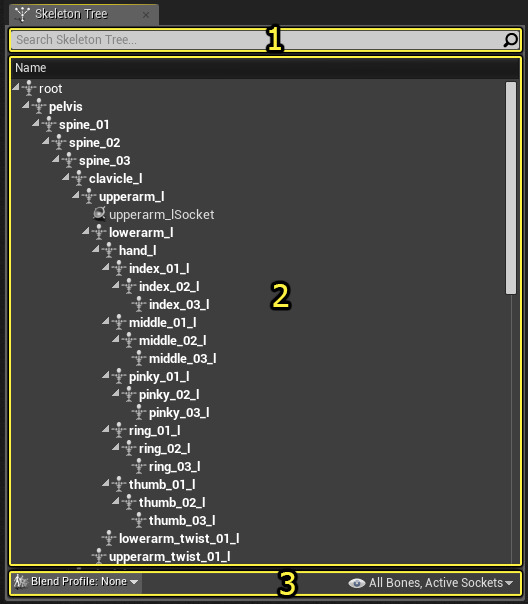 Skeleton Tree
Search Skeleton Tree...
1
Name
root
pelvis
spine_01
spine_02
spine_03
clavicle_l
upperarm_l
upperarm_lSocket
lowerarm_l
hand_l
index_01_l
index_02_l
2
index_03_l
middle_01_l
middle_02_l
middle_03_l
pinky_01_l
pinky_02_l
pinky_03_l
ring_01_l
ring_02_l
ring_03_l
thumb_01_l
thumb_02_l
thumb_03_l
lowerarm_twist_01_l
upperarm_twist_01_l
Blend Profile: None
3
All Bones, Active Sockets